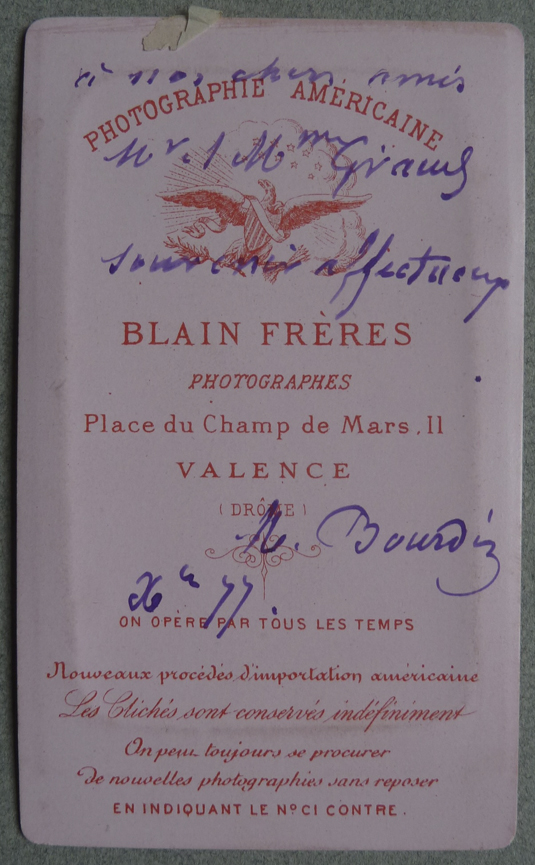 à nos chers amis
PHOTOGRAPHIE AMÉRICAINE
Mr & Mme Giraud
souvenir affectueux
BLAIN FRÈRES
PHOTOGRAPHES
Place du Champ de Mars, 11
VALENCE
(DRÔME)
M. Bourdin
Xbre 77
ON OPÈRE PAR TOUS LES TEMPS
Nouveaux procédés d'importation américaine
Les Clichés sont conservés indéfiniment
On peut toujours se procurer
de nouvelles photographies sans reposer
EN INDIQUANT LE No CI CONTRE.